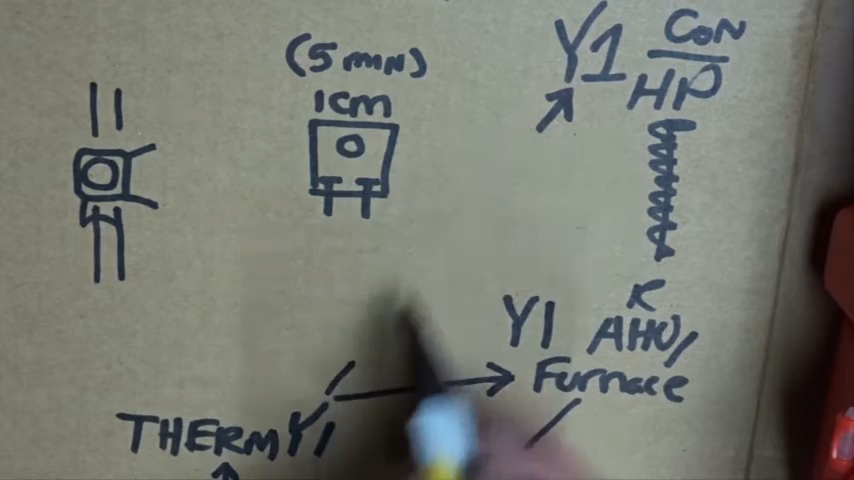 (5 MIN)
1CM
Y1 CON
HP
R
Y1 AHU/
Furnace
THERM Y1